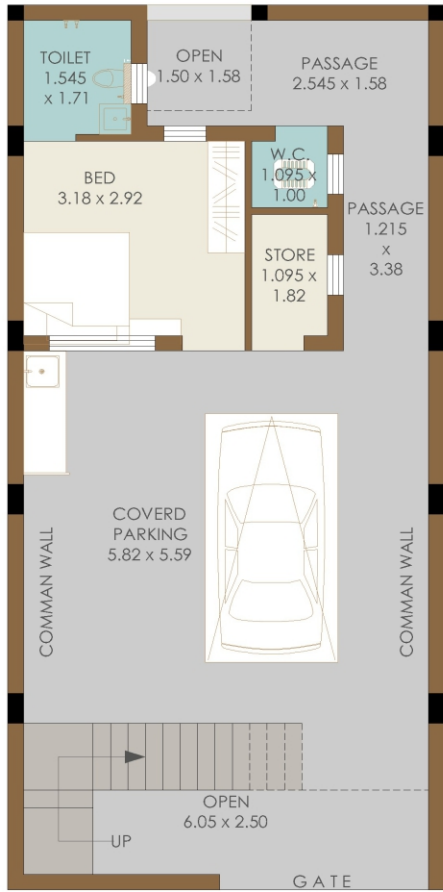 TOILET
1.545
x 1.71
OPEN
1.50 x 1.58
PASSAGE
2.545 x 1.58
BED
3.18 x 2.92
W.C.
1.095 x
1.00
PASSAGE
1.215
x
3.38
STORE
1.095 x
1.82
COVERD
PARKING
5.82 x 5.59
COMMAN WALL
COMMAN WALL
OPEN
6.05 x 2.50
UP
GATE